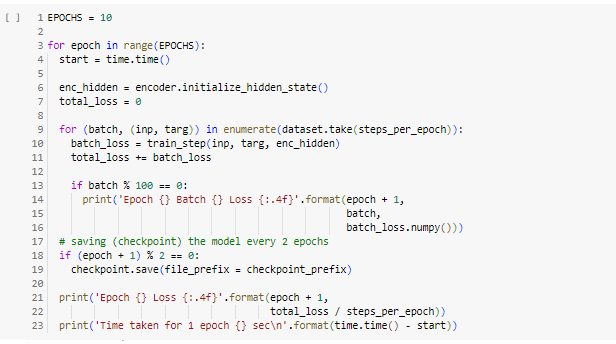 [ ] 1 EPOCHS = 10
2
3 for epoch in range(EPOCHS):
4   start = time.time()
5
6   enc_hidden = encoder.initialize_hidden_state()
7   total_loss = 0
8
9   for (batch, (inp, targ)) in enumerate(dataset.take(steps_per_epoch)):
10     batch_loss = train_step(inp, targ, enc_hidden)
11     total_loss += batch_loss
12
13     if batch % 100 == 0:
14       print('Epoch {} Batch {} Loss {:.4f}'.format(epoch + 1,
15                                                    batch,
16                                                    batch_loss.numpy()))
17   # saving (checkpoint) the model every 2 epochs
18   if (epoch + 1) % 2 == 0:
19     checkpoint.save(file_prefix = checkpoint_prefix)
20
21   print('Epoch {} Loss {:.4f}'.format(epoch + 1,
22                                       total_loss / steps_per_epoch))
23   print('Time taken for 1 epoch {} sec\n'.format(time.time() - start))